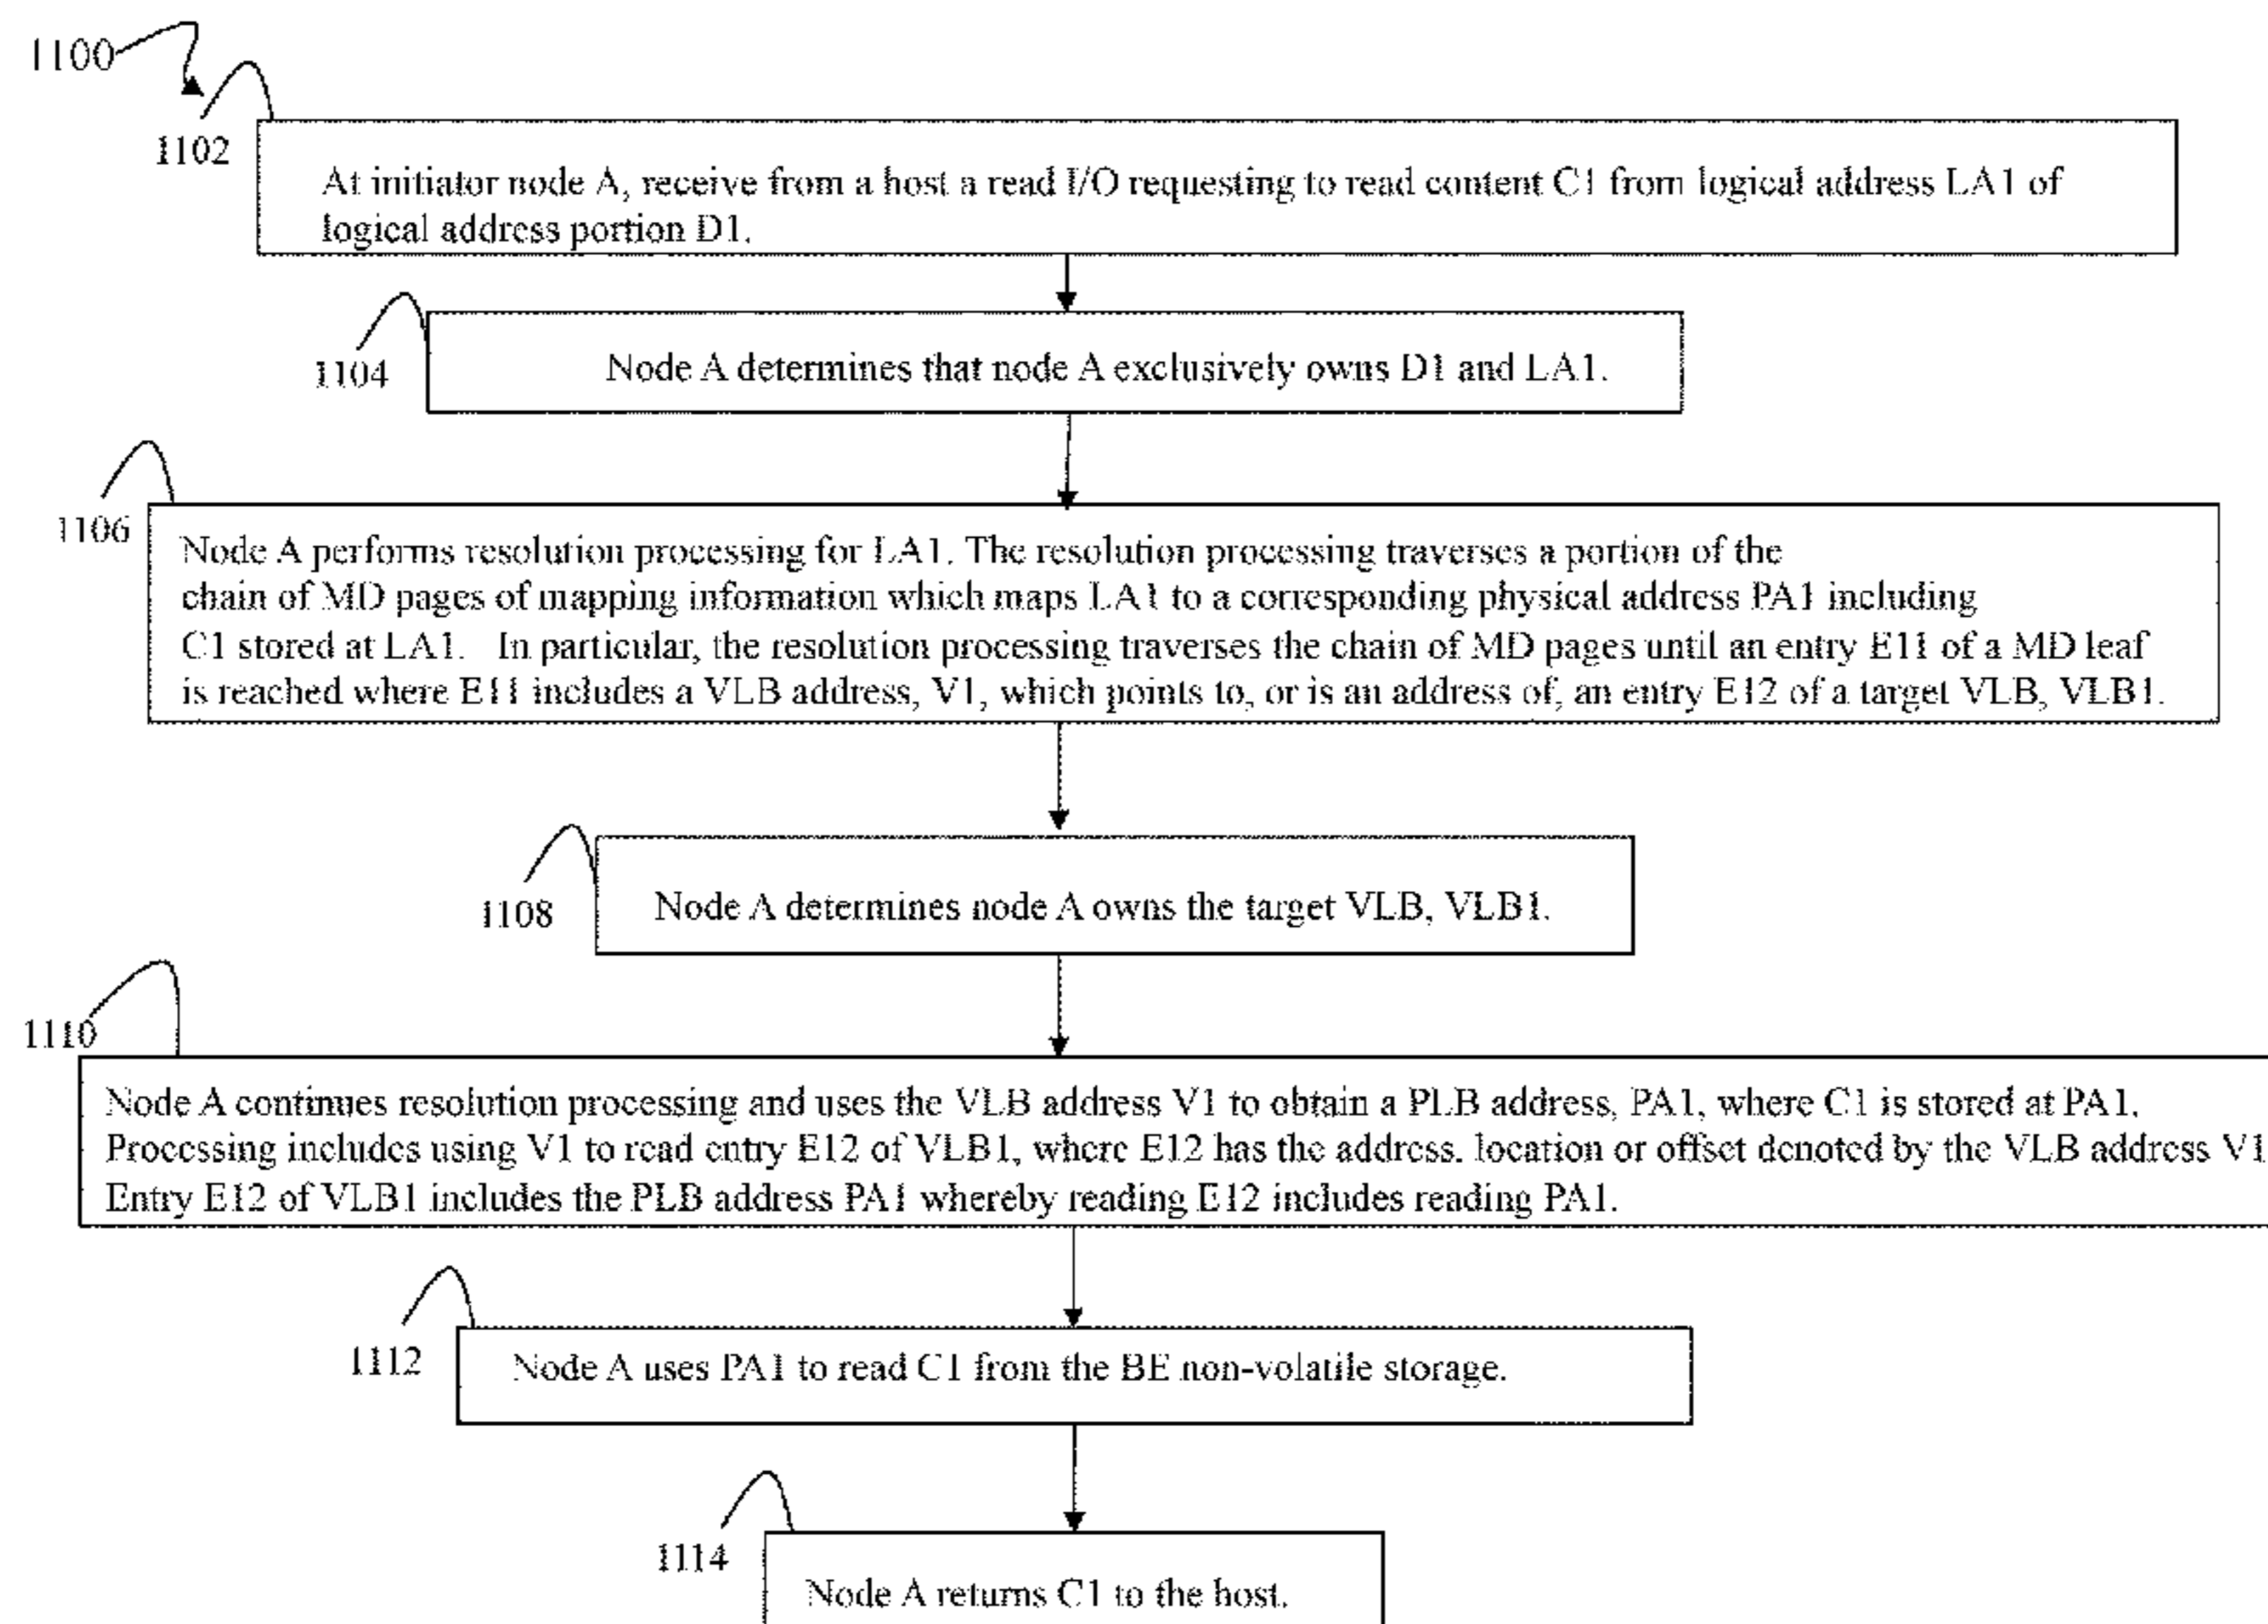 1100
1102
At initiator node A, receive from a host a read I/O requesting to read content C1 from logical address LA1 of
logical address portion D1.
1104
Node A determines that node A exclusively owns D1 and LA1.
1106
Node A performs resolution processing for LA1. The resolution processing traverses a portion of the
chain of MD pages of mapping information which maps LA1 to a corresponding physical address PA1 including
C1 stored at LA1. In particular, the resolution processing traverses the chain of MD pages until an entry E11 of a MD leaf
is reached where E11 includes a VLB address, V1, which points to, or is an address of, an entry E12 of a target VLB, VLB1.
1108
Node A determines node A owns the target VLB, VLB1.
1110
Node A continues resolution processing and uses the VLB address V1 to obtain a PLB address, PA1, where C1 is stored at PA1.
Processing includes using V1 to read entry E12 of VLB1, where E12 has the address, location or offset denoted by the VLB address V1
Entry E12 of VLB1 includes the PLB address PA1 whereby reading E12 includes reading PA1.
1112
Node A uses PA1 to read C1 from the BE non-volatile storage.
1114
Node A returns C1 to the host.